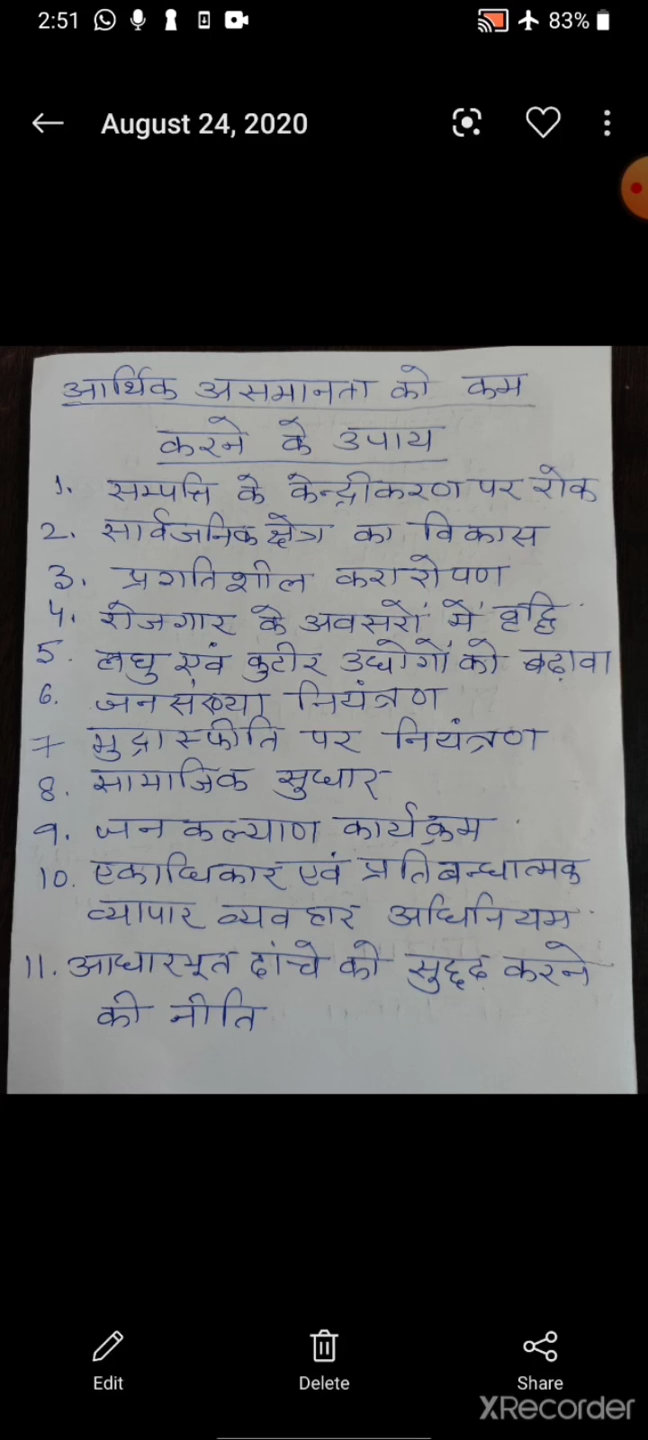 2:51
83%
August 24, 2020
आर्थिक असमानता को कम
करने के उपाय
1. सम्पत्ति के केन्द्रीकरण पर रोक
2. सार्वजनिक क्षेत्र का विकास
3. प्रगतिशील करारोपण
4. रोजगार के अवसरों में वृद्धि
5. लघु एवं कुटीर उद्योगों को बढ़ावा
6. जनसंख्या नियंत्रण
7 मुद्रास्फीति पर नियंत्रण
8. सामाजिक सुधार
9. जन कल्याण कार्यक्रम
10. एकाधिकार एवं प्रतिबन्धात्मक
व्यापार व्यवहार अधिनियम
11. आधारभूत ढांचे को सुदृढ़ करने
की नीति
Edit Delete Share
XRecorder